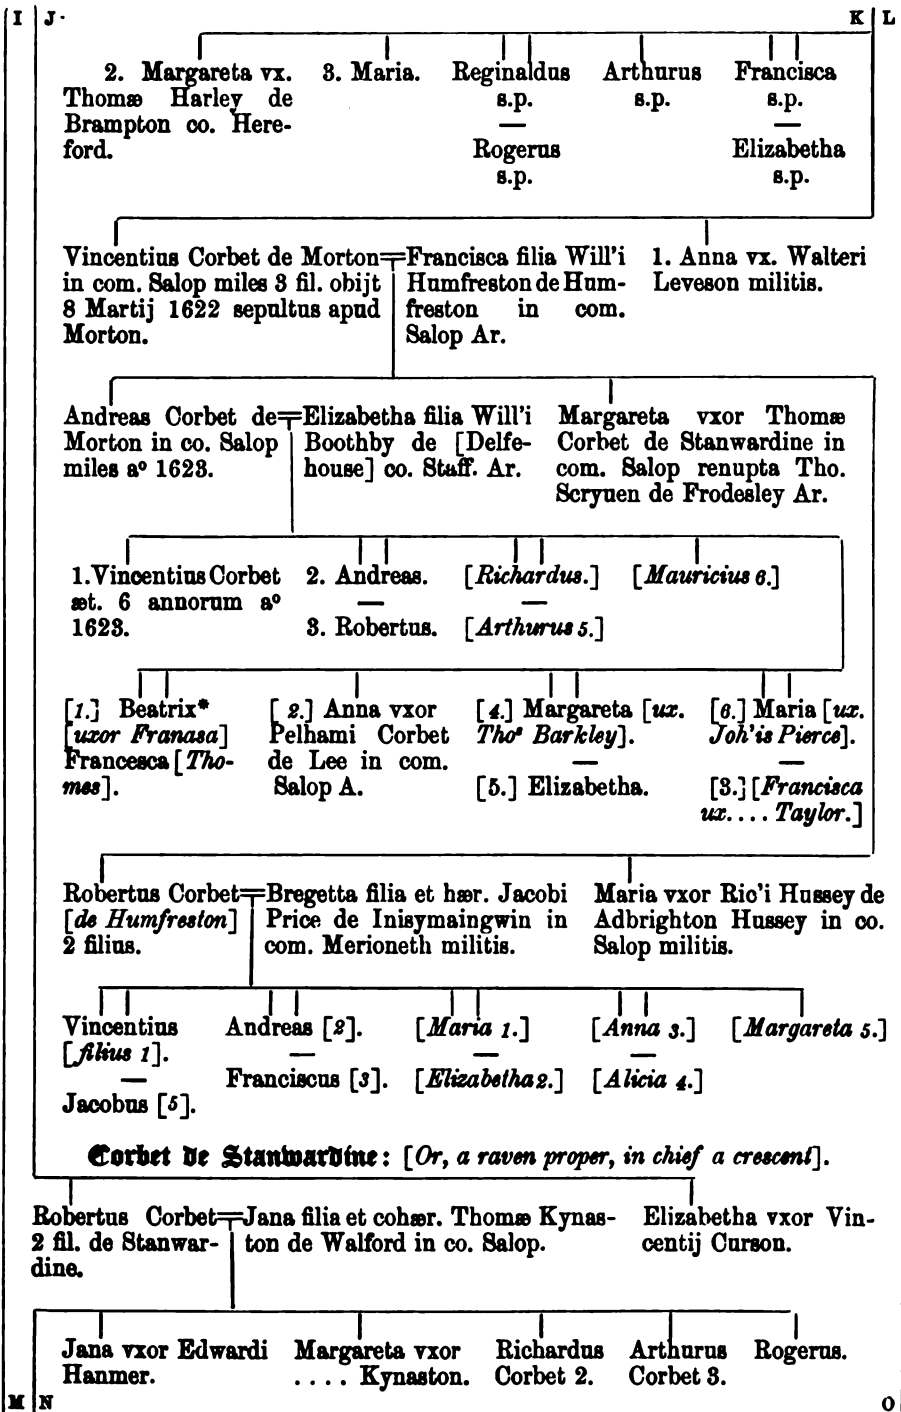 I J. K L
2. Margareta vx.
Thomæ Harley de
Brampton co. Here-
ford.
3. Maria.
Reginaldus
s.p.
—
Rogerus
s.p.
Arthurus
s.p.
Francisca
s.p.
—
Elizabetha
s.p.
Vincentius Corbet de Morton
in com. Salop miles 3 fil. obijt
8 Martij 1622 sepultus apud
Morton.
Francisca filia Will'i
Humfreston de Hum-
freston in com.
Salop Ar.
1. Anna vx. Walteri
Leveson militis.
Andreas Corbet de
Morton in co. Salop
miles aº 1623.
Elizabetha filia Will'i
Boothby de [Delfe-
house] co. Staff. Ar.
Margareta vxor Thomæ
Corbet de Stanwardine in
com. Salop renupta Tho.
Scryuen de Frodesley Ar.
1. Vincentius Corbet
æt. 6 annorum aº
1623.
2. Andreas.
—
3. Robertus.
[Richardus.]
—
[Arthurus 5.]
[Mauricius 6.]
[1.] Beatrix*
[uxor Franasa]
Francesca [Tho-
mes].
[2.] Anna vxor
Pelhami Corbet
de Lee in com.
Salop A.
[4.] Margareta [ux.
Thoˢ Barkley].
—
[5.] Elizabetha.
[6.] Maria [ux.
Joh'is Pierce].
—
[3.] [Francisca
ux.... Taylor.]
Robertus Corbet
[de Humfreston]
2 filius.
Bregetta filia et hær. Jacobi
Price de Inisymaingwin in
com. Merioneth militis.
Maria vxor Ric'i Hussey de
Adbrighton Hussey in co.
Salop militis.
Vincentius
[filius 1].
—
Jacobus [5].
Andreas [2].
—
Franciscus [3].
[Maria 1.]
—
[Elizabetha 2.]
[Anna 3.]
—
[Alicia 4.]
[Margareta 5.]
Corbet de Stanwardine: [Or, a raven proper, in chief a crescent].
Robertus Corbet
2 fil. de Stanwar-
dine.
Jana filia et cohær. Thomæ Kynas-
ton de Walford in co. Salop.
Elizabetha vxor Vin-
centij Curson.
Jana vxor Edwardi
Hanmer.
Margareta vxor
.... Kynaston.
Richardus
Corbet 2.
Arthurus
Corbet 3.
Rogerus.
M N O